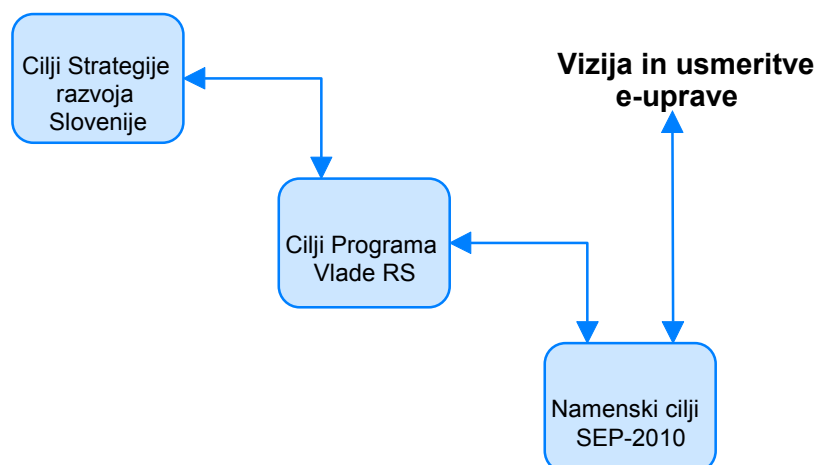 Cilji Strategije
razvoja
Slovenije
Vizija in usmeritve
e-uprave
Cilji Programa
Vlade RS
Namenski cilji
SEP-2010